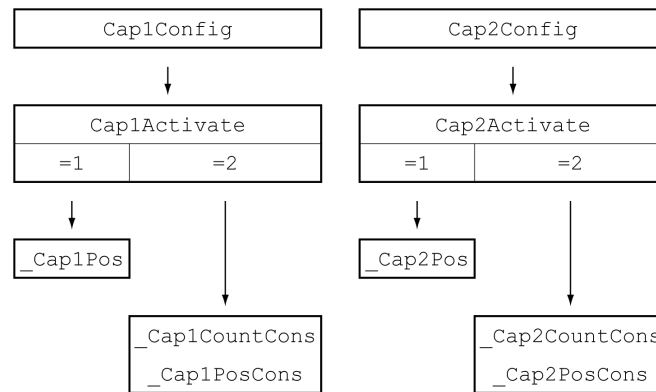 Cap1Config
Cap1Activate
=1 =2
_Cap1Pos
_Cap1CountCons
_Cap1PosCons
Cap2Config
Cap2Activate
=1 =2
_Cap2Pos
_Cap2CountCons
_Cap2PosCons